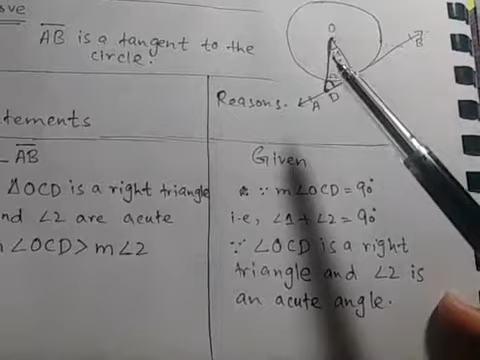 ove
AB is a tangent to the
circle.
O
B
A
D
tements
Reasons.
AB
Given
ΔOCD is a right triangle
∵ m∠OCD = 90°
nd ∠2 are acute
i.e, ∠1+∠2 = 90°
∠OCD > m∠2
∵ ∠OCD is a right
triangle and ∠2 is
an acute angle.